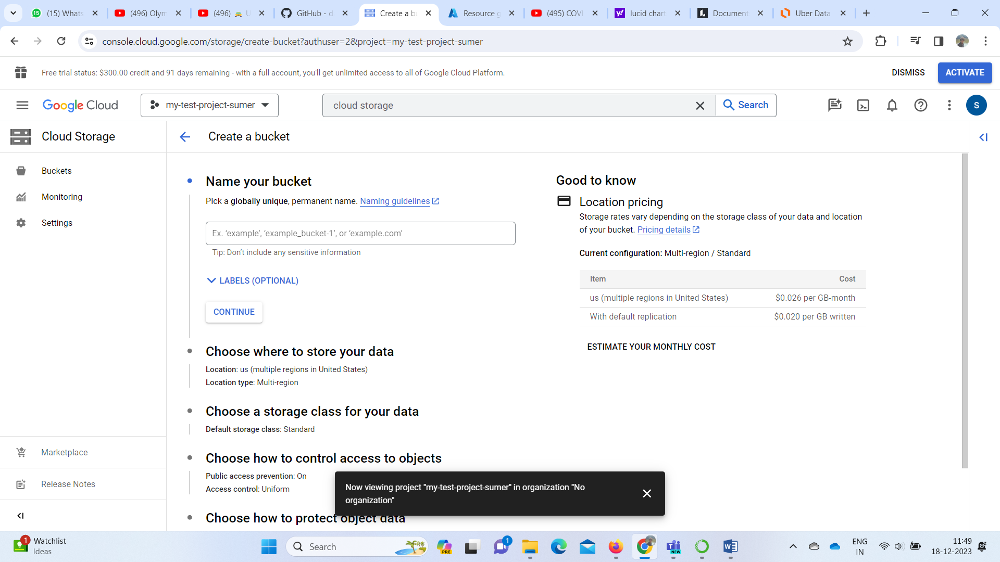 (15) Whats
(496) Olym
(496) 🚖 U
GitHub - d
Create a bu
Resource g
(495) COVI
lucid chart
Document
Uber Data
console.cloud.google.com/storage/create-bucket?authuser=2&project=my-test-project-sumer
Free trial status: $300.00 credit and 91 days remaining - with a full account, you'll get unlimited access to all of Google Cloud Platform.
DISMISS
ACTIVATE
Google Cloud
my-test-project-sumer
cloud storage
Search
S
Cloud Storage
Create a bucket
Buckets
Monitoring
Settings
Marketplace
Release Notes
Name your bucket
Pick a globally unique, permanent name. Naming guidelines
Ex. ‘example’, ‘example_bucket-1’, or ‘example.com’
Tip: Don’t include any sensitive information
LABELS (OPTIONAL)
CONTINUE
Choose where to store your data
Location: us (multiple regions in United States)
Location type: Multi-region
Choose a storage class for your data
Default storage class: Standard
Choose how to control access to objects
Public access prevention: On
Access control: Uniform
Choose how to protect object data
Good to know
Location pricing
Storage rates vary depending on the storage class of your data and location
of your bucket. Pricing details
Current configuration: Multi-region / Standard
Item Cost
us (multiple regions in United States) $0.026 per GB-month
With default replication $0.020 per GB written
ESTIMATE YOUR MONTHLY COST
Now viewing project "my-test-project-sumer" in organization "No
organization"
1
Watchlist
Ideas
Search
PRE
1
NEW
ENG
IN
11:49
18-12-2023